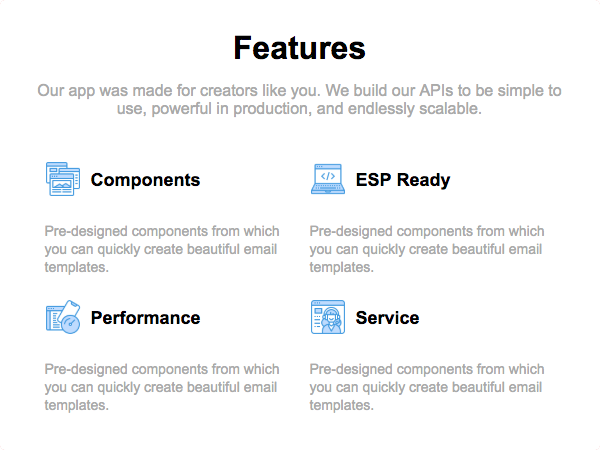 Features
Our app was made for creators like you. We build our APIs to be simple to
use, powerful in production, and endlessly scalable.
Components
Pre-designed components from which
you can quickly create beautiful email
templates.
ESP Ready
Pre-designed components from which
you can quickly create beautiful email
templates.
Performance
Pre-designed components from which
you can quickly create beautiful email
templates.
Service
Pre-designed components from which
you can quickly create beautiful email
templates.